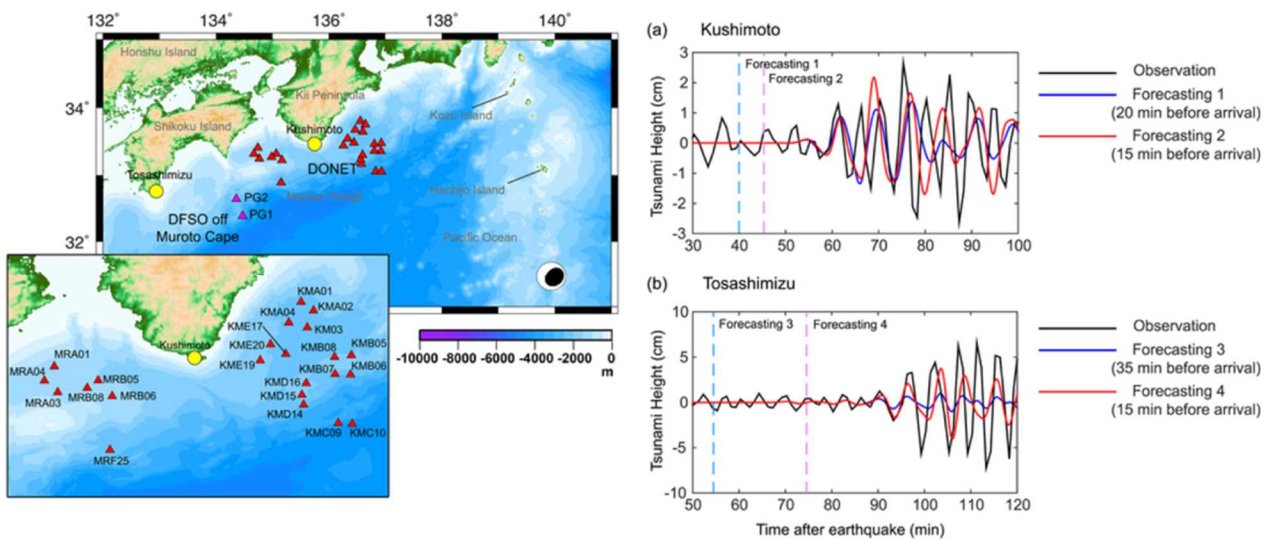 132°
134°
136°
138°
140°
34°
32°
Honshu Island
Kii Peninsula
Shikoku Island
Kushimoto
Kozu Island
Tosashimizu
DONET
Nankai Trough
Hachijo Island
PG2
PG1
DFSO off
Muroto Cape
Pacific Ocean
KMA01
KMA02
KMA04
KME17
KM03
KME20
KMB08
KMB05
KME19
KMB07
KMB06
KMD16
KMD15
KMD14
KMC09
KMC10
Kushimoto
MRA01
MRA04
MRA03
MRB05
MRB08
MRB06
MRF25
-10000 -8000 -6000 -4000 -2000 0
m
(a) Kushimoto
Tsunami Height (cm)
3
2
1
0
-1
-2
-3
Forecasting 1
Forecasting 2
30 40 50 60 70 80 90 100
Observation
Forecasting 1
(20 min before arrival)
Forecasting 2
(15 min before arrival)
(b) Tosashimizu
Tsunami Height (cm)
10
5
0
-5
-10
Forecasting 3
Forecasting 4
50 60 70 80 90 100 110 120
Time after earthquake (min)
Observation
Forecasting 3
(35 min before arrival)
Forecasting 4
(15 min before arrival)